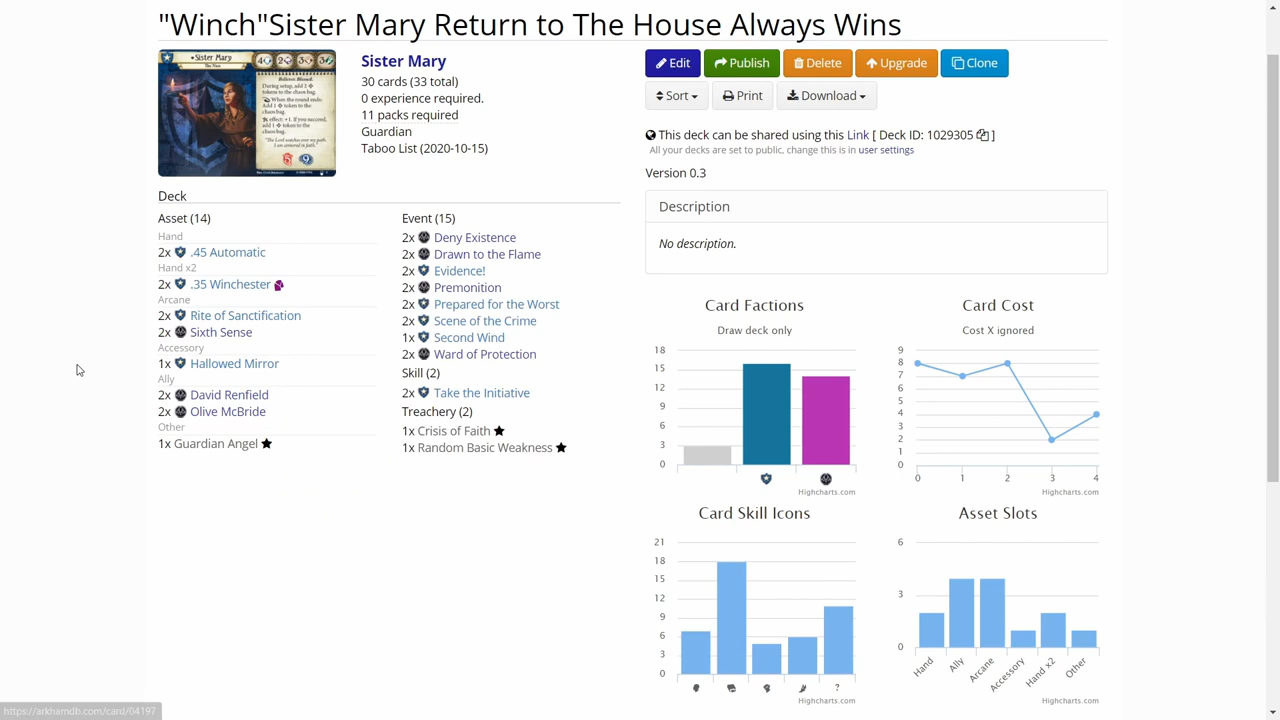 "Winch"Sister Mary Return to The House Always Wins
Sister Mary
30 cards (33 total)
0 experience required.
11 packs required
Guardian
Taboo List (2020-10-15)
Edit
Publish
Delete
Upgrade
Clone
Sort
Print
Download
This deck can be shared using this Link [ Deck ID: 1029305 ]
All your decks are set to public, change this is in user settings
Version 0.3
Description
No description.
Deck
Asset (14)
Hand
2x .45 Automatic
Hand x2
2x .35 Winchester
Arcane
2x Rite of Sanctification
2x Sixth Sense
Accessory
1x Hallowed Mirror
Ally
2x David Renfield
2x Olive McBride
Other
1x Guardian Angel
Event (15)
2x Deny Existence
2x Drawn to the Flame
2x Evidence!
2x Premonition
2x Prepared for the Worst
2x Scene of the Crime
1x Second Wind
2x Ward of Protection
Skill (2)
2x Take the Initiative
Treachery (2)
1x Crisis of Faith
1x Random Basic Weakness
Card Factions
Draw deck only
18
15
12
9
6
3
0
Highcharts.com
Card Cost
Cost X ignored
9
8
7
6
5
4
3
2
1
0
0 1 2 3 4
Highcharts.com
Card Skill Icons
21
18
15
12
9
6
3
0
?
Highcharts.com
Asset Slots
6
3
0
Hand
Ally
Arcane
Accessory
Hand x2
Other
Highcharts.com
https://arkhamdb.com/card/04197